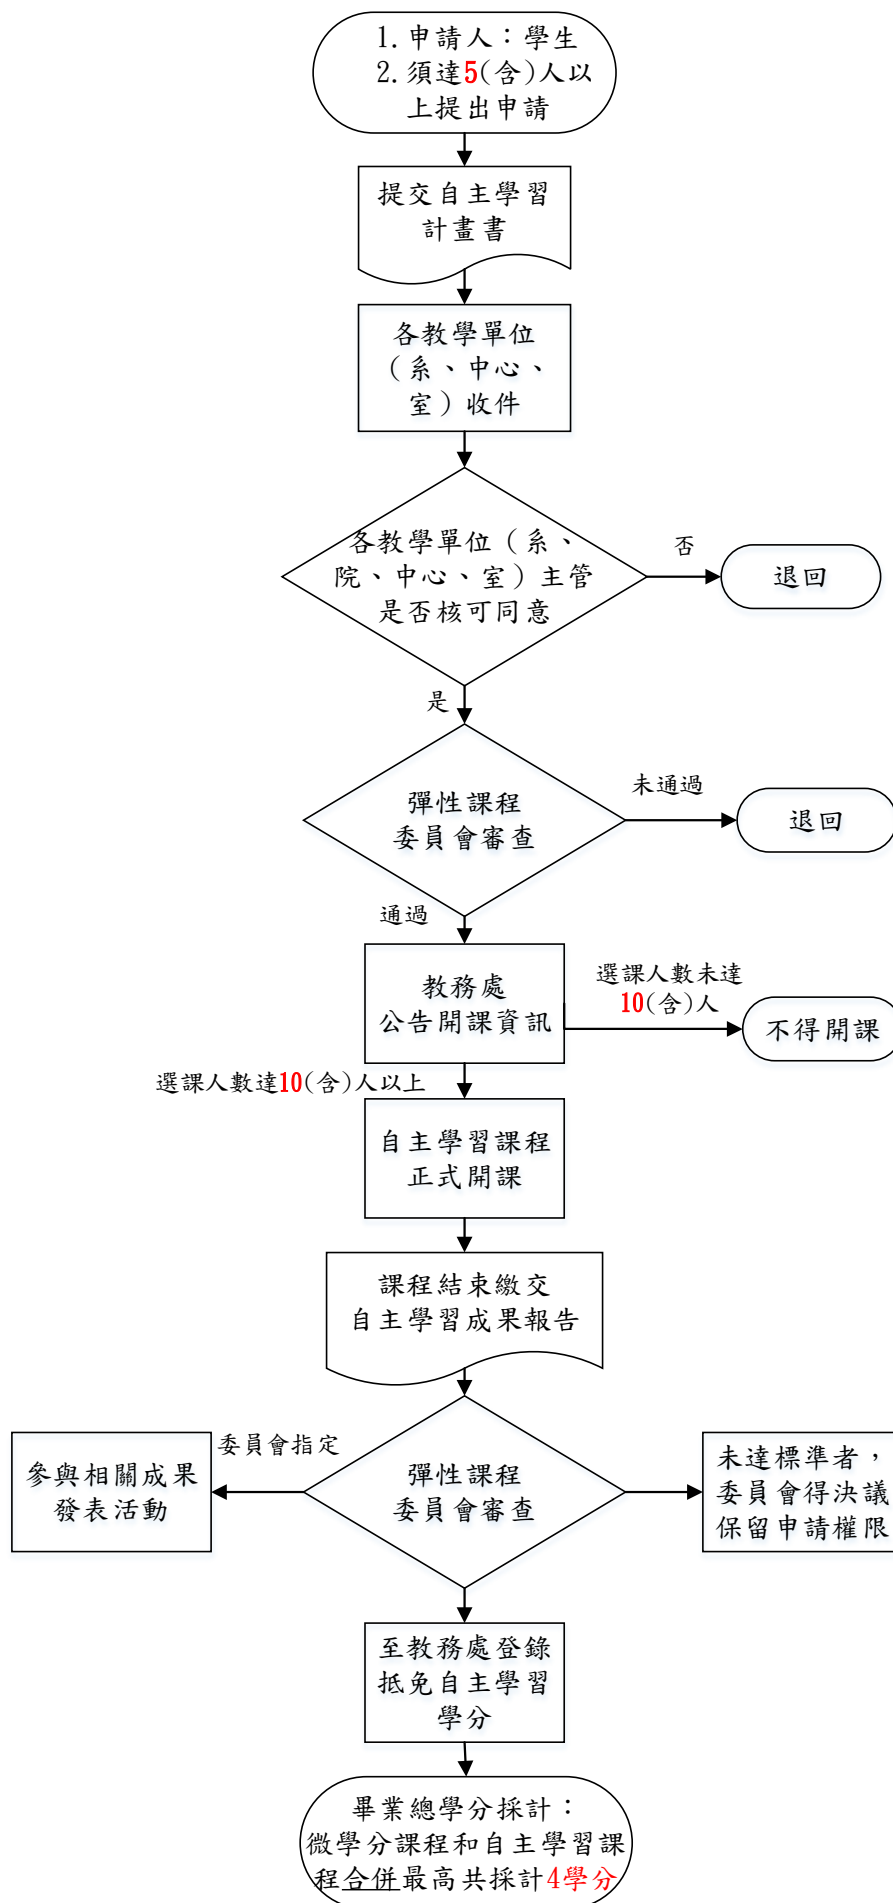 1. 申請人：學生
2. 須達5(含)人以
上提出申請
提交自主學習
計畫書
各教學單位
（系、中心、
室）收件
各教學單位（系、
院、中心、室）主管
是否核可同意
否
退回
是
彈性課程
委員會審查
未通過
退回
通過
教務處
公告開課資訊
選課人數未達
10(含)人
不得開課
選課人數達10(含)人以上
自主學習課程
正式開課
課程結束繳交
自主學習成果報告
參與相關成果
發表活動
委員會指定
彈性課程
委員會審查
未達標準者，
委員會得決議
保留申請權限
至教務處登錄
抵免自主學習
學分
畢業總學分採計：
微學分課程和自主學習課
程合併最高共採計4學分